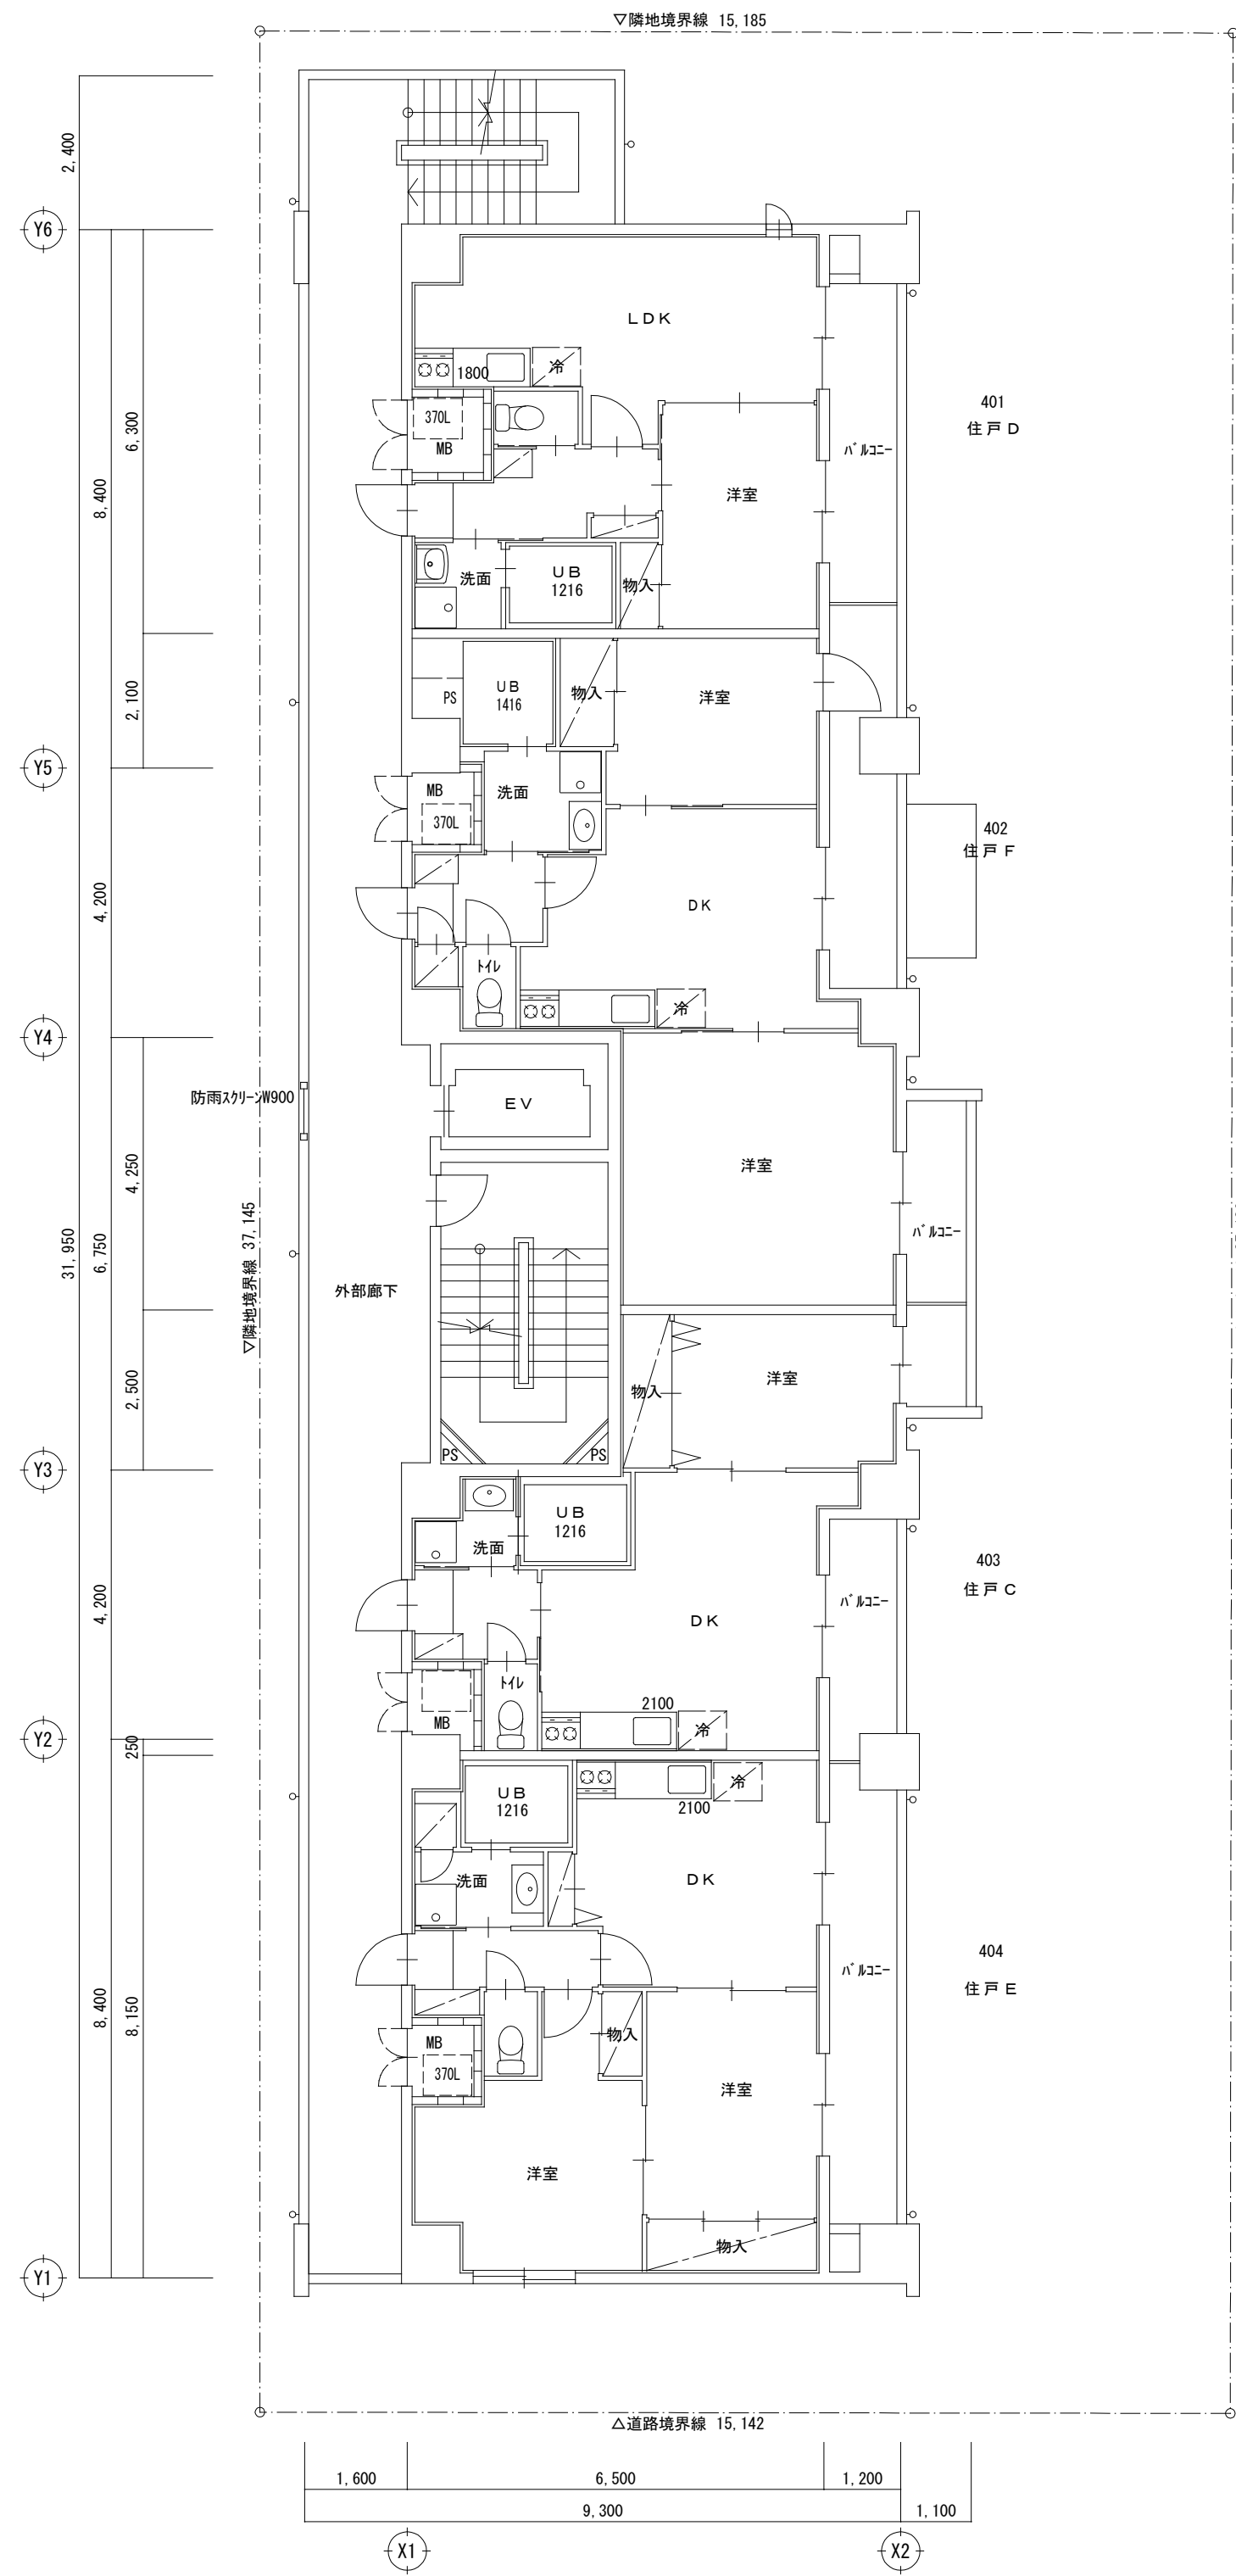 ▽隣地境界線 15,185
2,400
Y6
LDK
1800
冷
370L
MB
6,300
8,400
401
住戸D
バルコニー
洋室
洗面
UB
1216
物入
PS
UB
1416
物入
洋室
2,100
Y5
MB
370L
洗面
402
住戸F
4,200
DK
トイレ
冷
Y4
防雨スクリーンW900
EV
洋室
4,250
31,950
6,750
▽隣地境界線 37,145
バルコニー
外部廊下
2,500
物入
洋室
PS
PS
Y3
UB
1216
洗面
403
住戸C
バルコニー
4,200
DK
トイレ
2100
MB
冷
Y2
250
UB
1216
冷
2100
洗面
DK
404
住戸E
バルコニー
8,400
8,150
MB
370L
物入
洋室
洋室
物入
Y1
△道路境界線 15,142
1,600
6,500
1,200
9,300
1,100
X1
X2